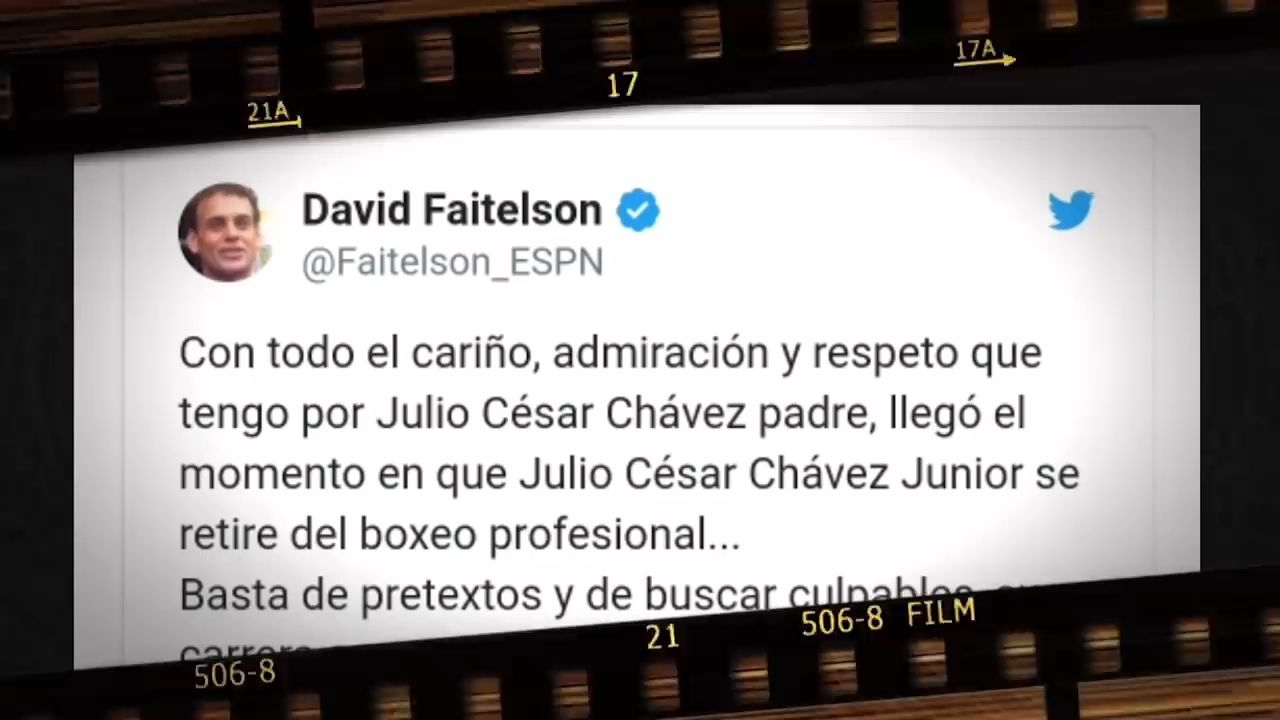 17A
17
21A
David Faitelson
@Faitelson_ESPN
Con todo el cariño, admiración y respeto que
tengo por Julio César Chávez padre, llegó el
momento en que Julio César Chávez Junior se
retire del boxeo profesional...
Basta de pretextos y de buscar culpables,
506-8 FILM
21
506-8